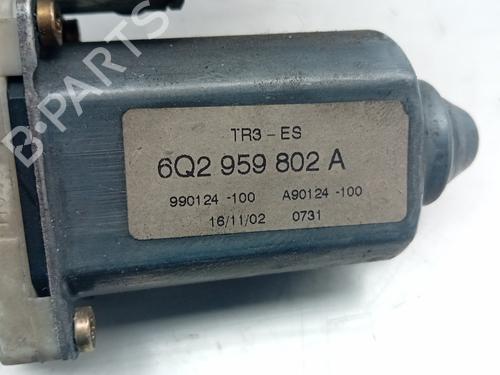 B-PARTS
TR3-ES
6Q2 959 802 A
990124 -100 A90124 -100
16/11/02 0731